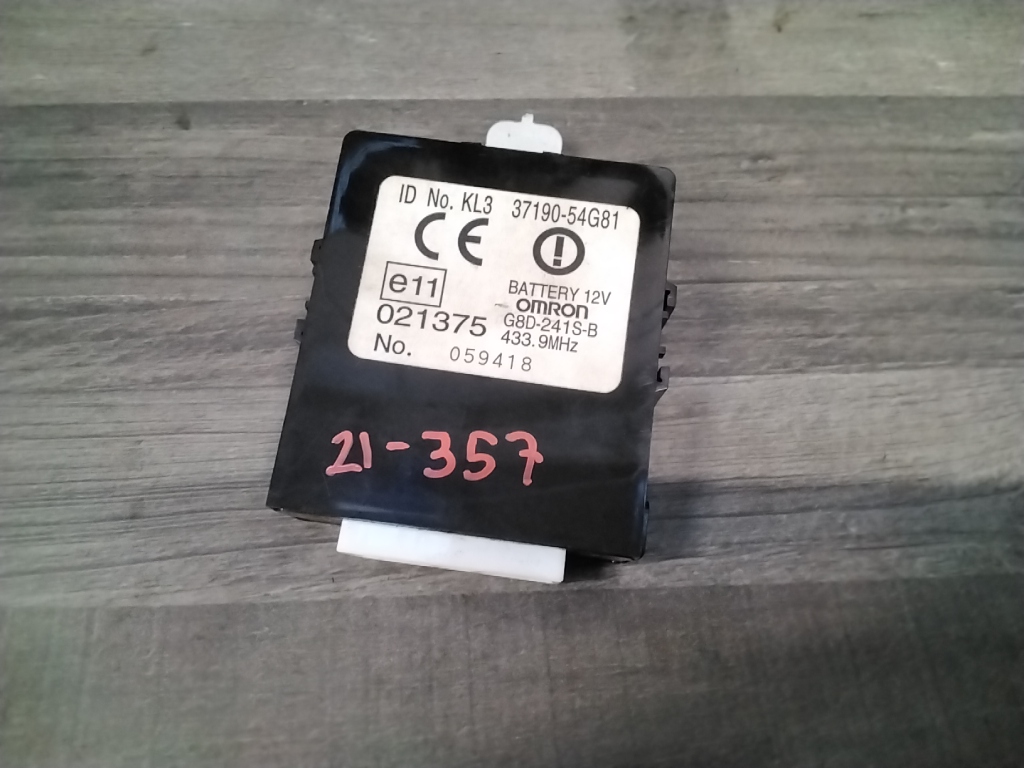 ID No. KL3 37190-54G81
CE
e11
BATTERY 12V
OMRON
021375
G8D-241S-B
433.9MHz
No. 059418
21-357